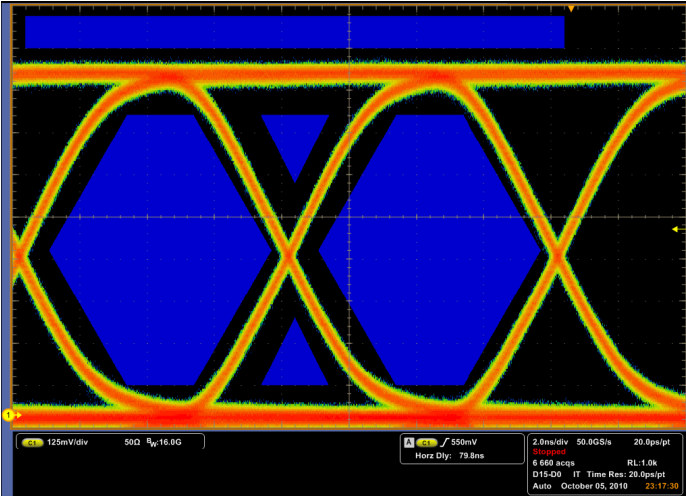 1
C1 125mV/div 50Ω BW:16.0G
A C1 550mV
Horz Dly: 79.8ns
2.0ns/div 50.0GS/s 20.0ps/pt
Stopped
6 660 acqs RL:1.0k
D15-D0 IT Time Res: 20.0ps/pt
Auto October 05, 2010 23:17:30